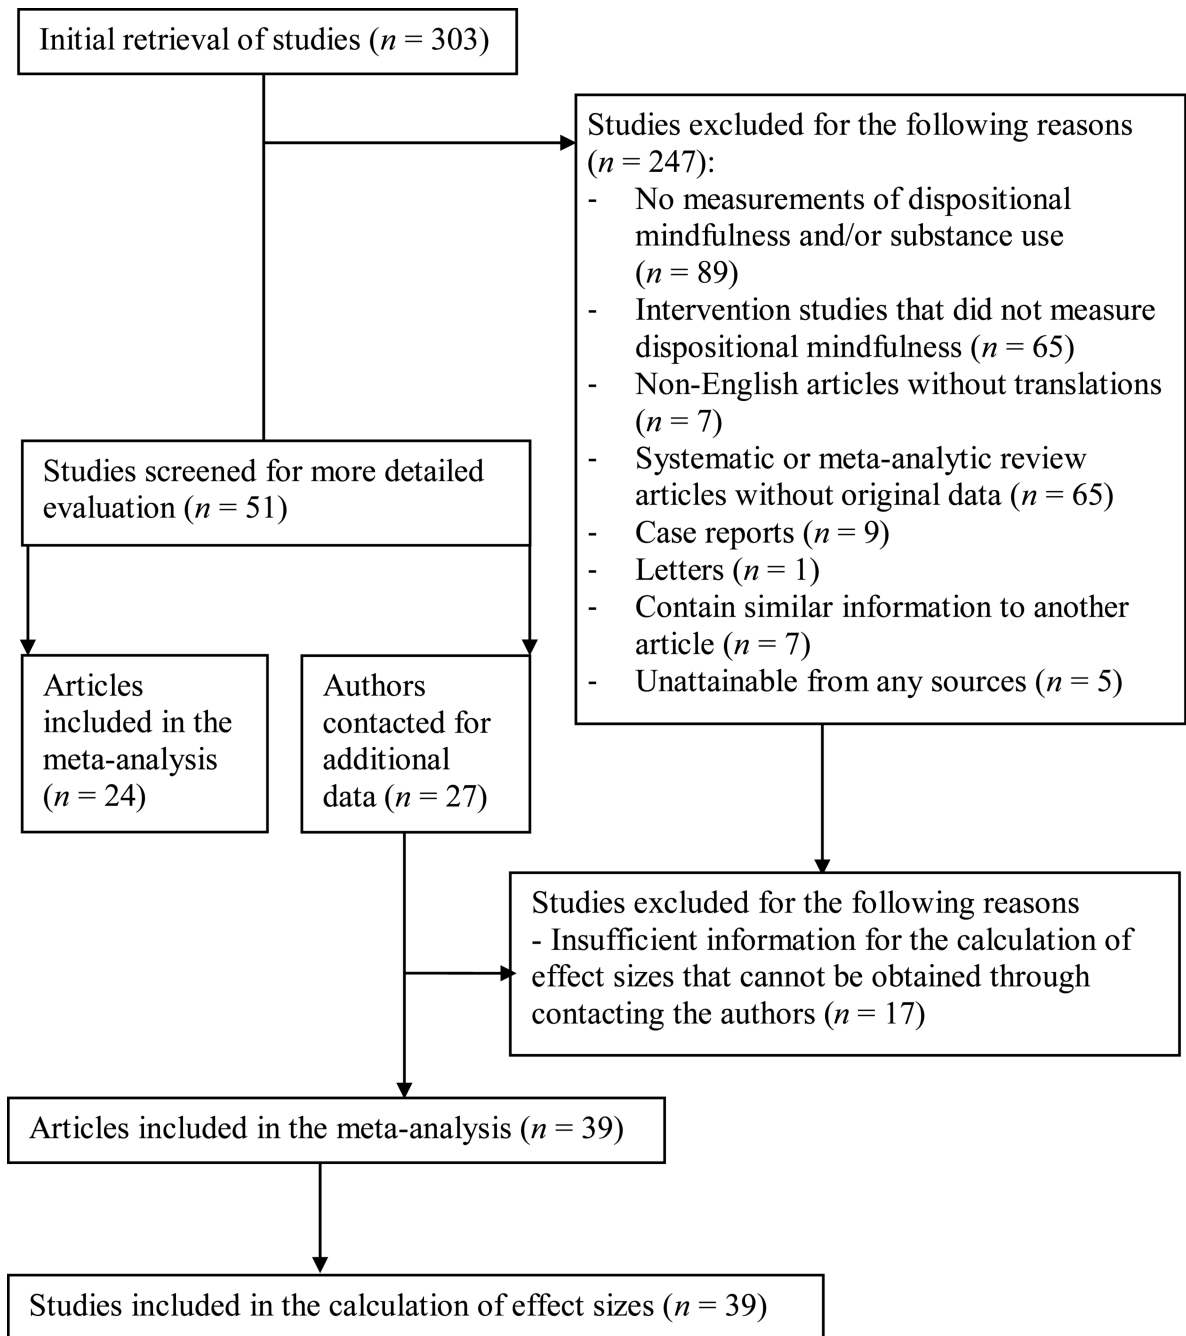 Initial retrieval of studies (n = 303)
Studies excluded for the following reasons
(n = 247):
- No measurements of dispositional
mindfulness and/or substance use
(n = 89)
- Intervention studies that did not measure
dispositional mindfulness (n = 65)
- Non-English articles without translations
(n = 7)
- Systematic or meta-analytic review
articles without original data (n = 65)
- Case reports (n = 9)
- Letters (n = 1)
- Contain similar information to another
article (n = 7)
- Unattainable from any sources (n = 5)
Studies screened for more detailed
evaluation (n = 51)
Articles
included in the
meta-analysis
(n = 24)
Authors
contacted for
additional
data (n = 27)
Studies excluded for the following reasons
- Insufficient information for the calculation of
effect sizes that cannot be obtained through
contacting the authors (n = 17)
Articles included in the meta-analysis (n = 39)
Studies included in the calculation of effect sizes (n = 39)